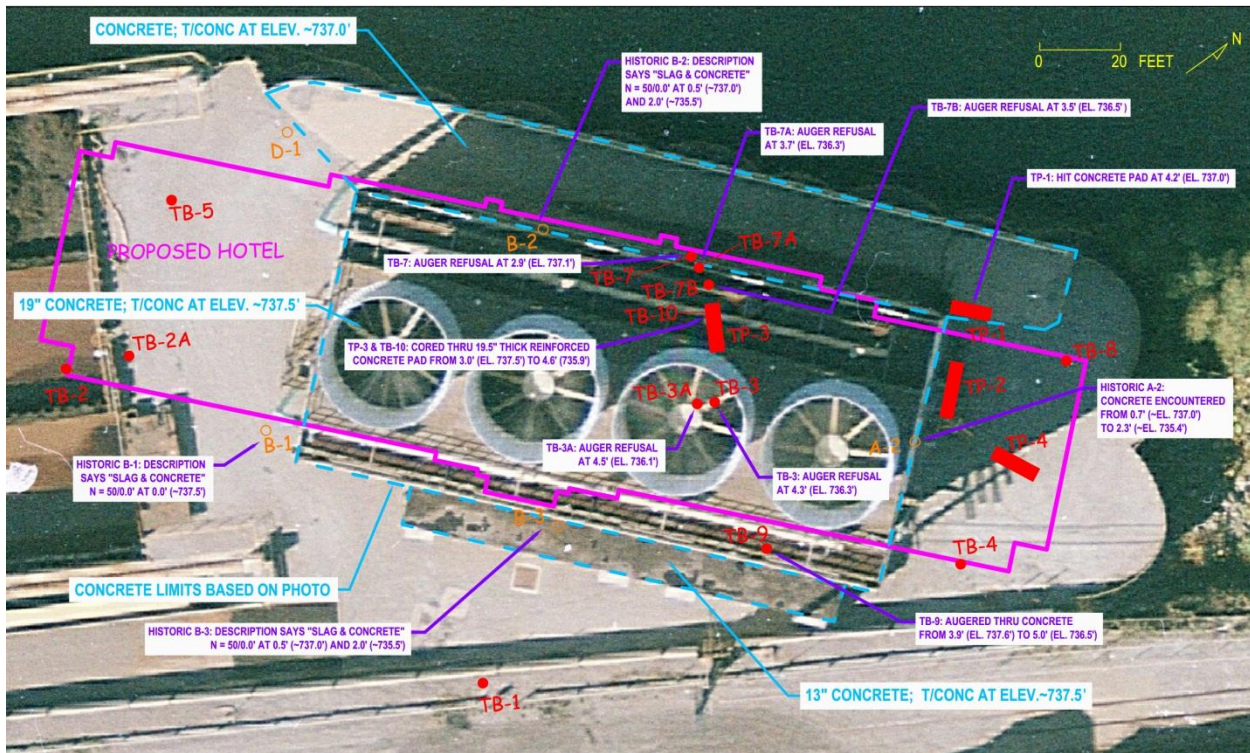 CONCRETE; T/CONC AT ELEV. ~737.0'
HISTORIC B-2: DESCRIPTION
SAYS "SLAG & CONCRETE"
N = 50/0.0' AT 0.5' (~737.0')
AND 2.0' (~735.5')
0 20 FEET
N
TB-7B: AUGER REFUSAL AT 3.5' (EL. 736.5')
TB-7A: AUGER REFUSAL
AT 3.7' (EL. 736.3')
TP-1: HIT CONCRETE PAD AT 4.2' (EL. 737.0')
D-1
TB-5
PROPOSED HOTEL
B-2
TB-7A
TB-7: AUGER REFUSAL AT 2.9' (EL. 737.1')
TB-7
TB-7B
19" CONCRETE; T/CONC AT ELEV. ~737.5'
TB-10
TP-3
TP-1
TP-3 & TB-10: CORED THRU 19.5" THICK REINFORCED
CONCRETE PAD FROM 3.0' (EL. 737.5') TO 4.6' (735.9')
TB-2A
TB-2
TB-8
TP-2
TB-3A
TB-3
HISTORIC A-2:
CONCRETE ENCOUNTERED
FROM 0.7' (~EL. 737.0')
TO 2.3' (~EL. 735.4')
B-1
A-2
TP-4
TB-3A: AUGER REFUSAL
AT 4.5' (EL. 736.1')
HISTORIC B-1: DESCRIPTION
SAYS "SLAG & CONCRETE"
N = 50/0.0' AT 0.0' (~737.5')
TB-3: AUGER REFUSAL
AT 4.3' (EL. 736.3')
B-3
TB-9
TB-4
CONCRETE LIMITS BASED ON PHOTO
HISTORIC B-3: DESCRIPTION SAYS "SLAG & CONCRETE"
N = 50/0.0' AT 0.5' (~737.0') AND 2.0' (~735.5')
TB-9: AUGERED THRU CONCRETE
FROM 3.9' (EL. 737.6') TO 5.0' (EL. 736.5')
13" CONCRETE; T/CONC AT ELEV.~737.5'
TB-1